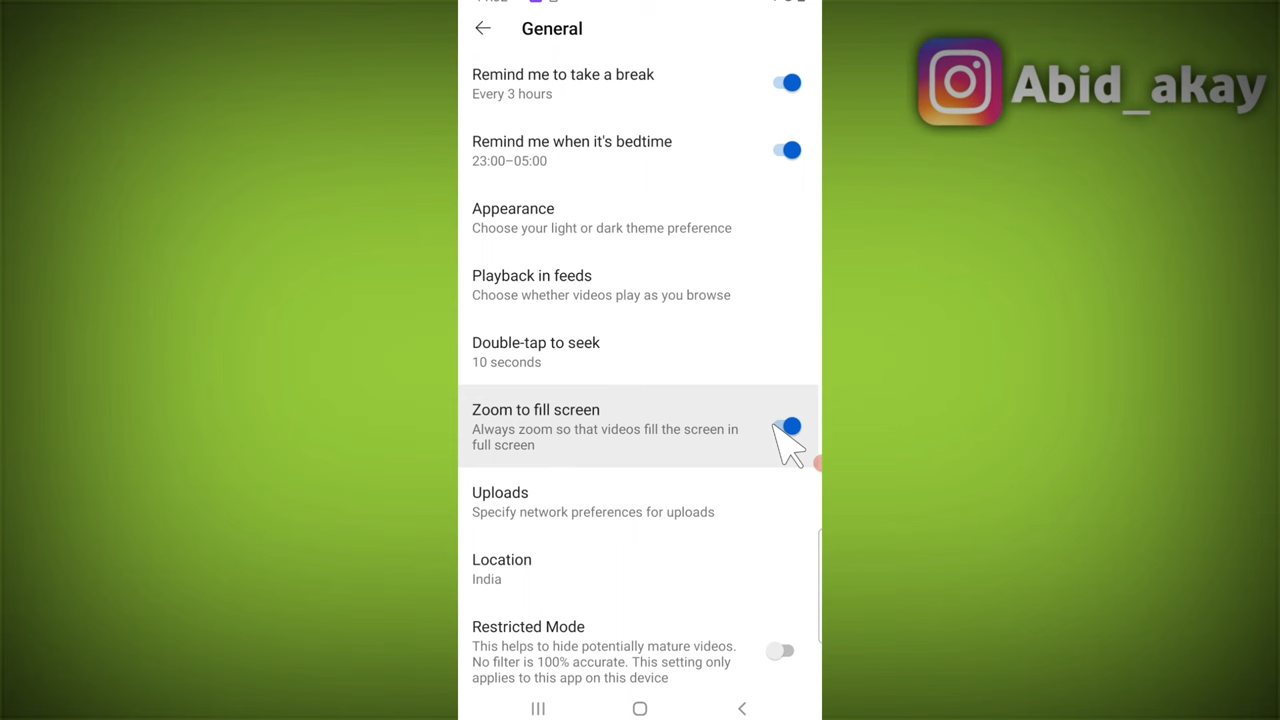 General
Abid_akay
Remind me to take a break
Every 3 hours
Remind me when it's bedtime
23:00–05:00
Appearance
Choose your light or dark theme preference
Playback in feeds
Choose whether videos play as you browse
Double-tap to seek
10 seconds
Zoom to fill screen
Always zoom so that videos fill the screen in
full screen
Uploads
Specify network preferences for uploads
Location
India
Restricted Mode
This helps to hide potentially mature videos.
No filter is 100% accurate. This setting only
applies to this app on this device